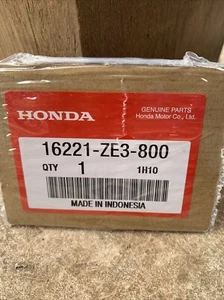 HONDA
GENUINE PARTS
Honda Motor Co., Ltd.
16221-ZE3-800
QTY 1 1H10
MADE IN INDONESIA